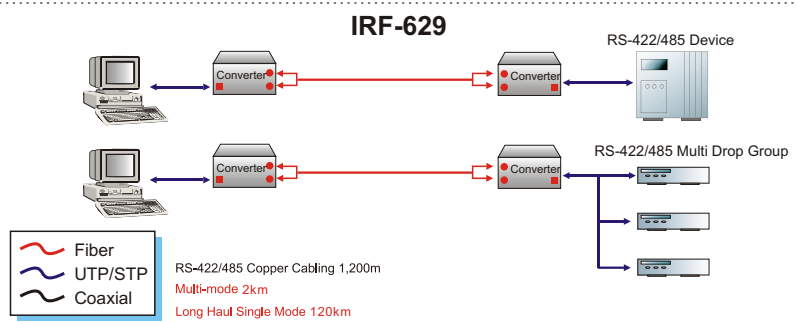 IRF-629
RS-422/485 Device
Converter
Converter
RS-422/485 Multi Drop Group
Converter
Converter
Fiber
UTP/STP
Coaxial
RS-422/485 Copper Cabling 1,200m
Multi-mode 2km
Long Haul Single Mode 120km